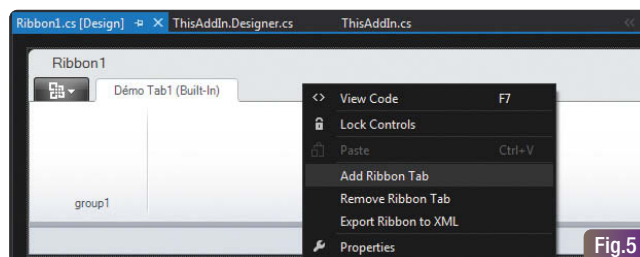 Ribbon1.cs [Design] ThisAddIn.Designer.cs ThisAddIn.cs
Ribbon1
Démo Tab1 (Built-In)
View Code F7
Lock Controls
Paste Ctrl+V
Add Ribbon Tab
Remove Ribbon Tab
Export Ribbon to XML
Properties
group1
Fig.5